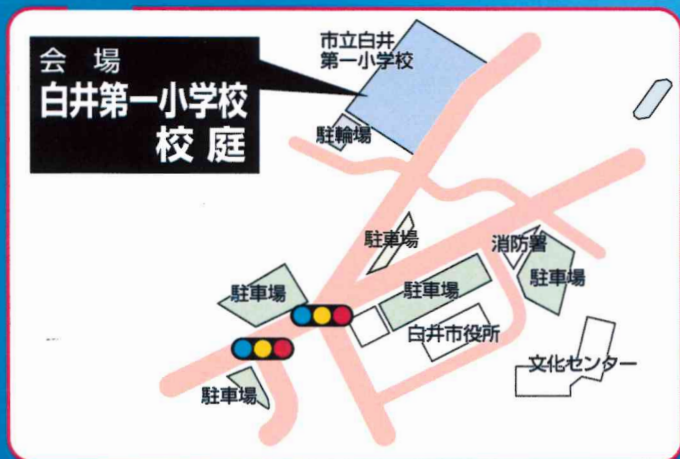 会 場
白井第一小学校
校 庭
市立白井
第一小学校
駐輪場
駐車場
消防署
駐車場
駐車場
駐車場
白井市役所
文化センター
駐車場